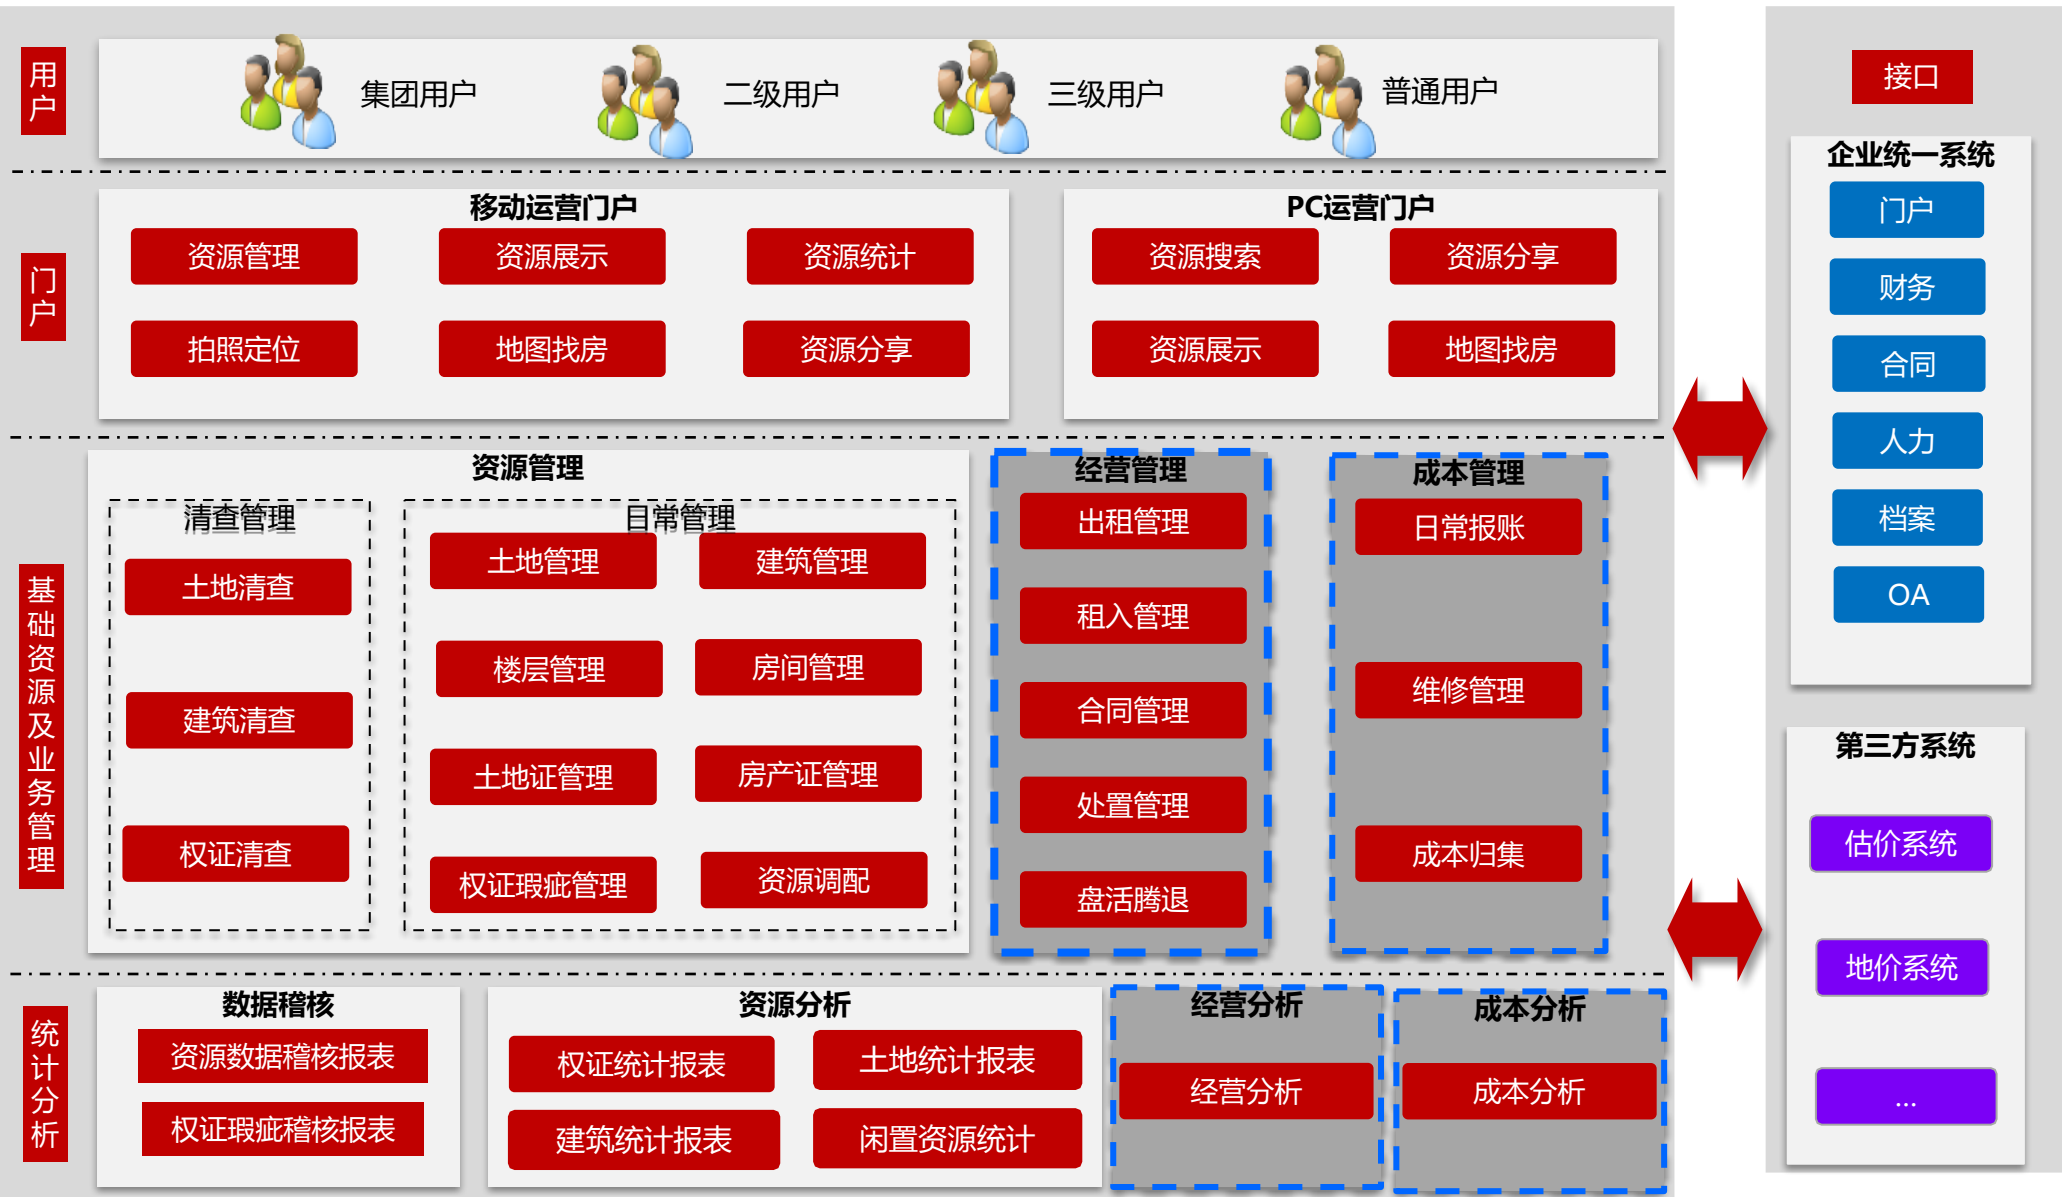 用户
集团用户
二级用户
三级用户
普通用户
门户
移动运营门户
资源管理
资源展示
资源统计
拍照定位
地图找房
资源分享
PC运营门户
资源搜索
资源分享
资源展示
地图找房
基础资源及业务管理
资源管理
清查管理
土地清查
建筑清查
权证清查
日常管理
土地管理
建筑管理
楼层管理
房间管理
土地证管理
房产证管理
权证瑕疵管理
资源调配
经营管理
出租管理
租入管理
合同管理
处置管理
盘活腾退
成本管理
日常报账
维修管理
成本归集
统计分析
数据稽核
资源数据稽核报表
权证瑕疵稽核报表
资源分析
权证统计报表
土地统计报表
建筑统计报表
闲置资源统计
经营分析
经营分析
成本分析
成本分析
接口
企业统一系统
门户
财务
合同
人力
档案
OA
第三方系统
估价系统
地价系统
...